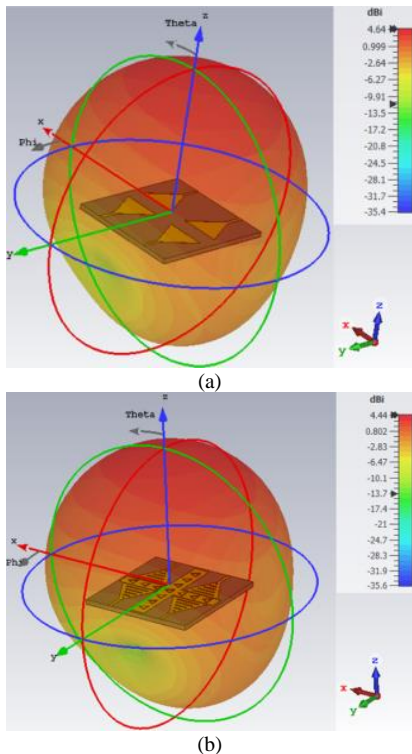 Theta
z
x
Phi
y
dBi
4.64
0.999
-2.64
-6.27
-9.91
-13.5
-17.2
-20.8
-24.5
-28.1
-31.7
-35.4
z
x
y
(a)
z
Theta
x
Phi
y
dBi
4.44
0.802
-2.83
-6.47
-10.1
-13.7
-17.4
-21
-24.7
-28.3
-31.9
-35.6
z
x
y
(b)